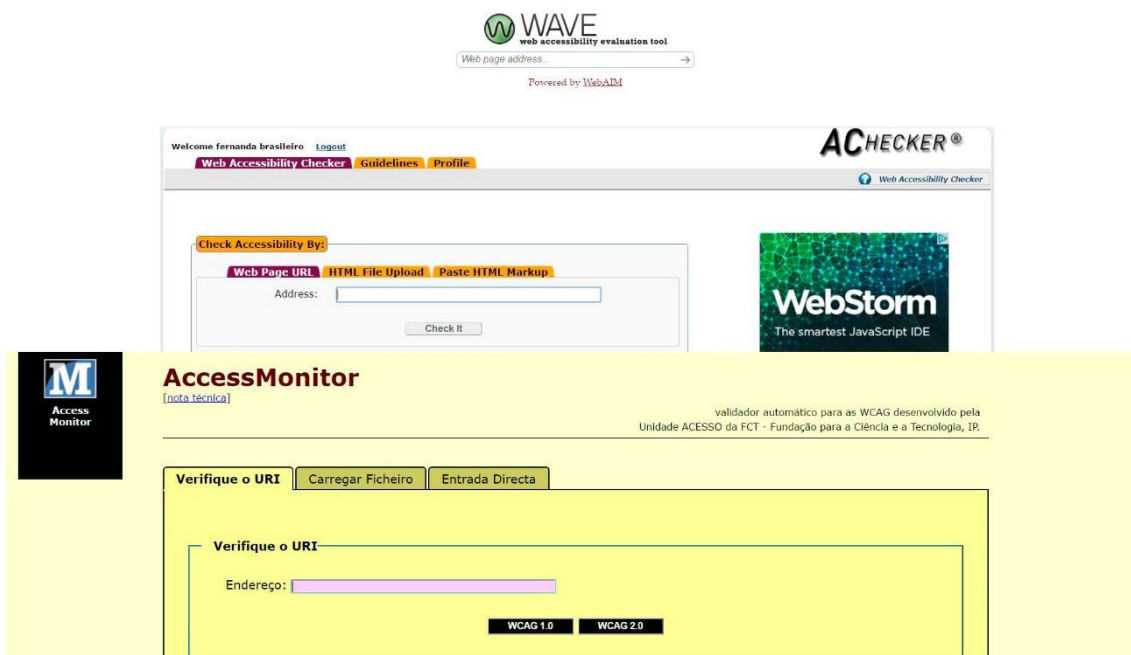 WAVE
web accessibility evaluation tool
Web page address...
Powered by WebAIM
Welcome fernanda brasileiro Logout
ACHECKER®
Web Accessibility Checker Guidelines Profile
Web Accessibility Checker
Check Accessibility By:
Web Page URL HTML File Upload Paste HTML Markup
Address:
Check It
WebStorm
The smartest JavaScript IDE
M
Access
Monitor
AccessMonitor
[nota técnica]
validador automático para as WCAG desenvolvido pela
Unidade ACESSO da FCT - Fundação para a Ciência e a Tecnologia, IP.
Verifique o URI Carregar Ficheiro Entrada Directa
Verifique o URI
Endereço:
WCAG 1.0 WCAG 2.0